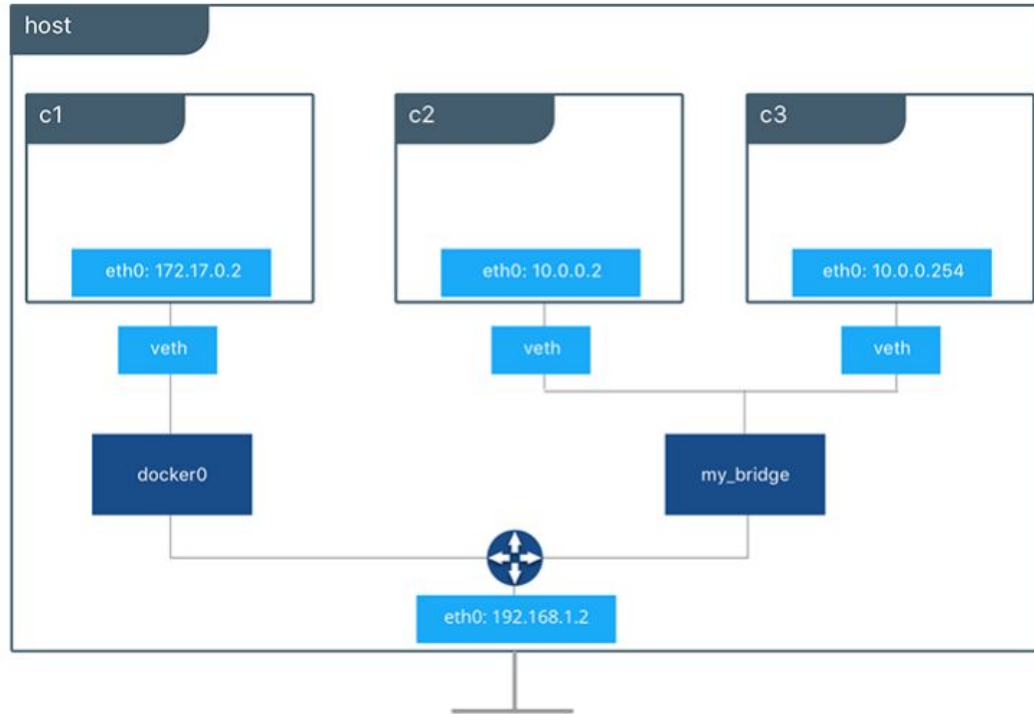 host
c1
c2
c3
eth0: 172.17.0.2
eth0: 10.0.0.2
eth0: 10.0.0.254
veth
veth
veth
docker0
my_bridge
eth0: 192.168.1.2